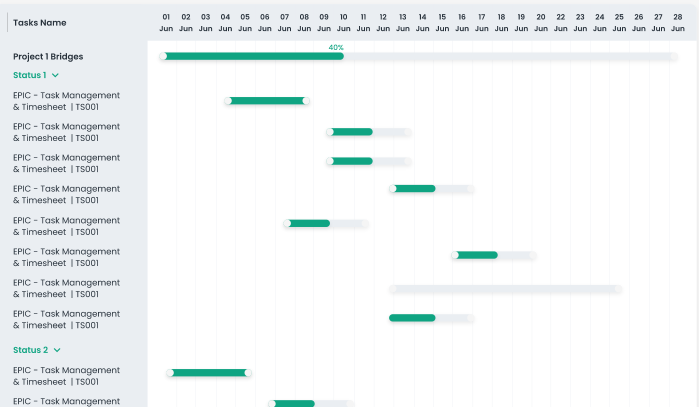 Tasks Name
01 02 03 04 05 06 07 08 09 10 11 12 13 14 15 16 17 18 19 20 21 22 23 24 25 26 27 28
Jun Jun Jun Jun Jun Jun Jun Jun Jun Jun Jun Jun Jun Jun Jun Jun Jun Jun Jun Jun Jun Jun Jun Jun Jun Jun Jun Jun
40%
Project 1 Bridges
Status 1
EPIC - Task Management
& Timesheet | TS001
EPIC - Task Management
& Timesheet | TS001
EPIC - Task Management
& Timesheet | TS001
EPIC - Task Management
& Timesheet | TS001
EPIC - Task Management
& Timesheet | TS001
EPIC - Task Management
& Timesheet | TS001
EPIC - Task Management
& Timesheet | TS001
EPIC - Task Management
& Timesheet | TS001
Status 2
EPIC - Task Management
& Timesheet | TS001
EPIC - Task Management